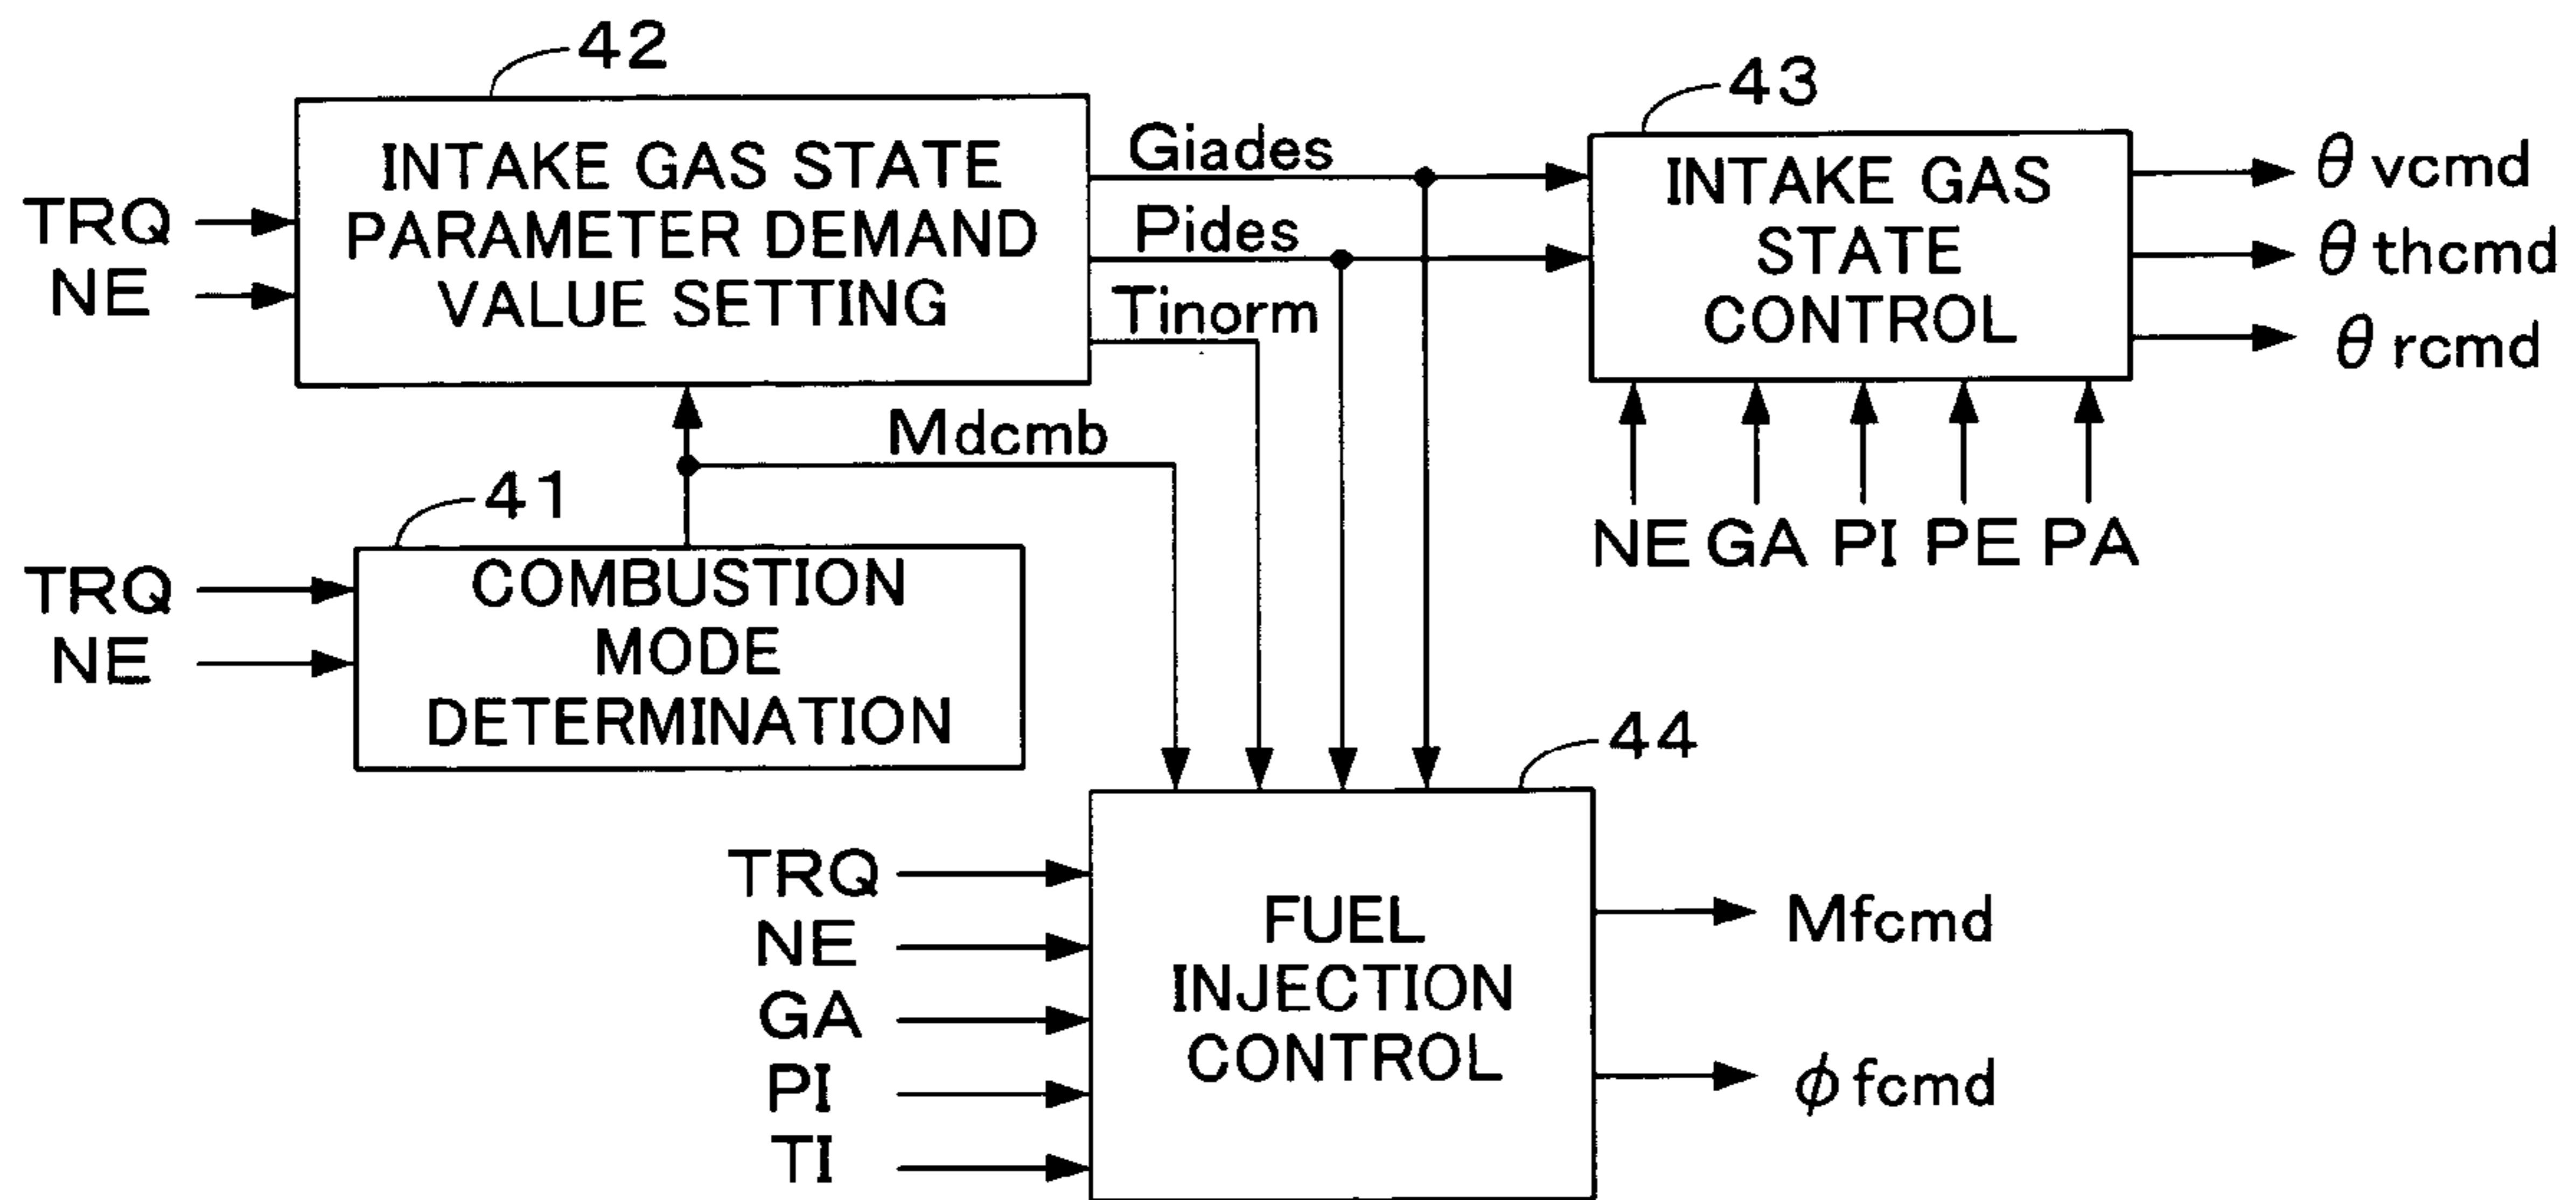 42
INTAKE GAS STATE
PARAMETER DEMAND
VALUE SETTING
TRQ
NE
Giades
Pides
Tinorm
43
INTAKE GAS
STATE
CONTROL
θ vcmd
θ thcmd
θ rcmd
NE GA PI PE PA
Mdcmb
41
COMBUSTION
MODE
DETERMINATION
TRQ
NE
44
FUEL
INJECTION
CONTROL
TRQ
NE
GA
PI
TI
Mfcmd
ϕ fcmd